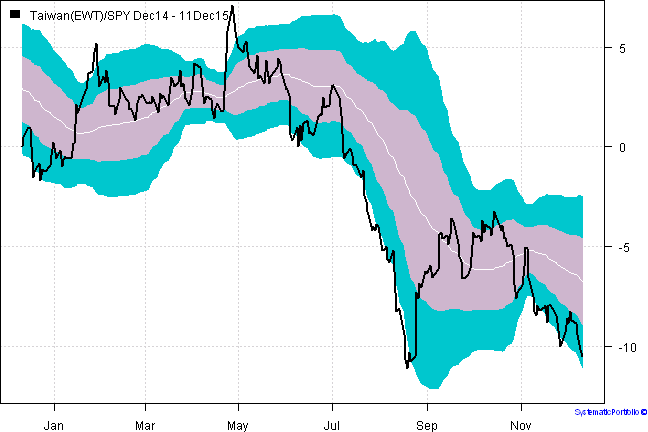 Taiwan(EWT)/SPY Dec14 - 11Dec15
5
0
-5
-10
Jan Mar May Jul Sep Nov
SystematicPortfolio ©